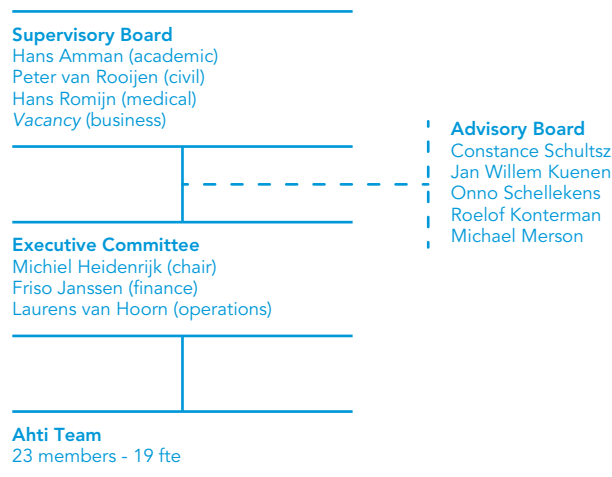 Supervisory Board
Hans Amman (academic)
Peter van Rooijen (civil)
Hans Romijn (medical)
Vacancy (business)
Advisory Board
Constance Schultsz
Jan Willem Kuenen
Onno Schellekens
Roelof Konterman
Michael Merson
Executive Committee
Michiel Heidenrijk (chair)
Friso Janssen (finance)
Laurens van Hoorn (operations)
Ahti Team
23 members - 19 fte